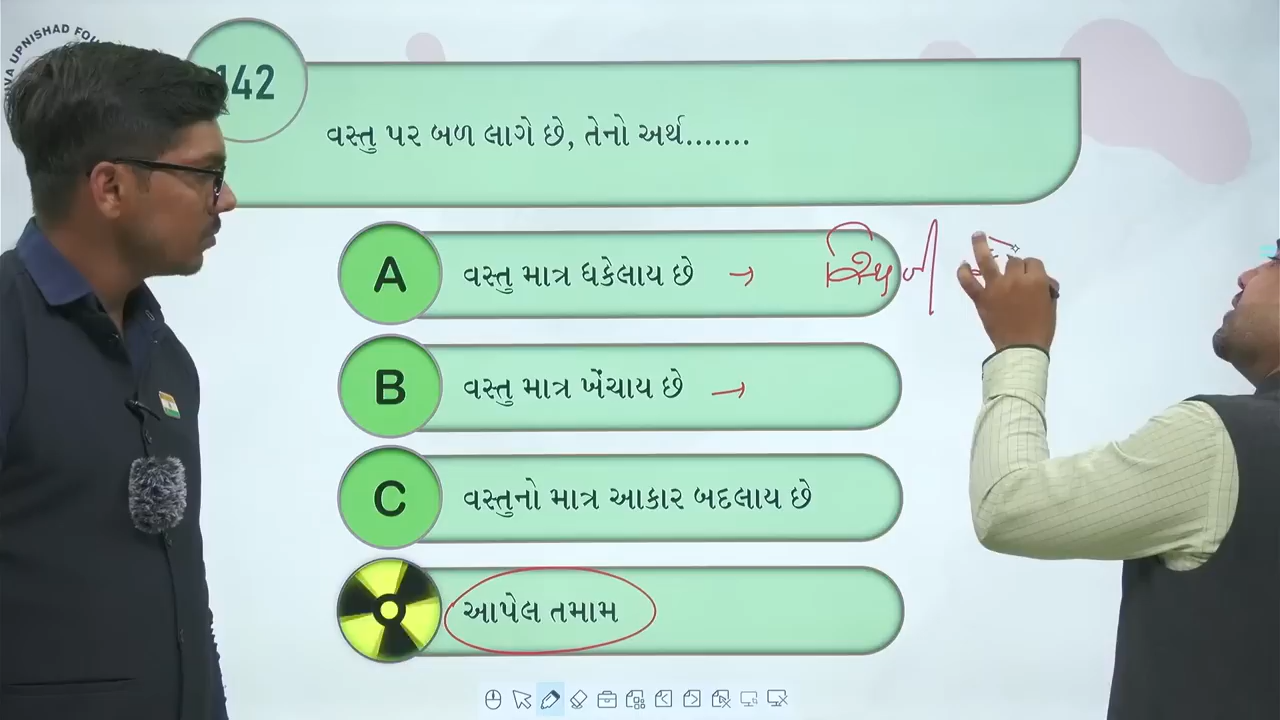 142
વસ્તુ પર બળ લાગે છે, તેનો અર્થ.......
A વસ્તુ માત્ર ધકેલાય છે
B વસ્તુ માત્ર ખેંચાય છે
C વસ્તુનો માત્ર આકાર બદલાય છે
આપેલ તમામ